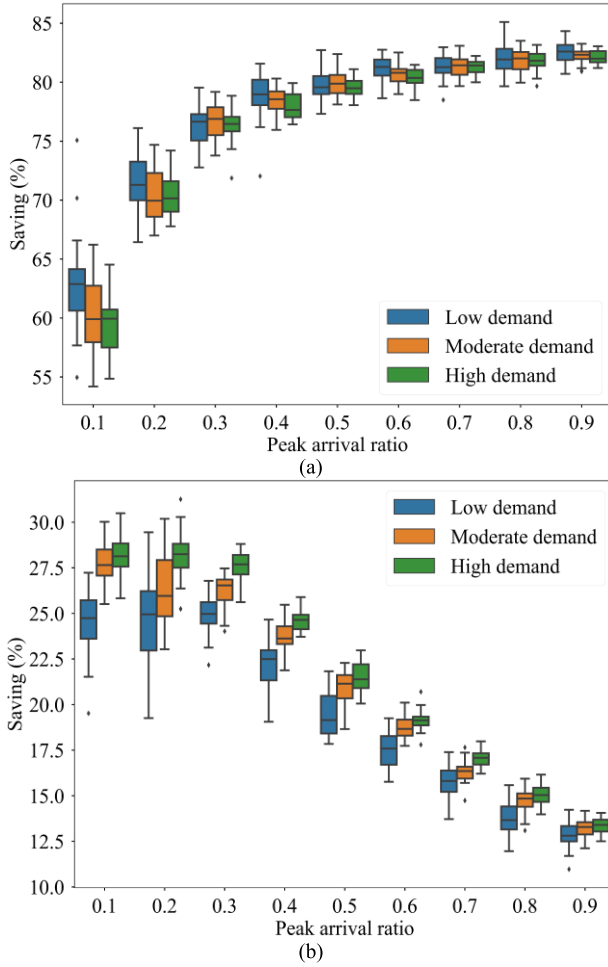 85
80
75
70
65
60
55
Saving (%)
Low demand
Moderate demand
High demand
0.1 0.2 0.3 0.4 0.5 0.6 0.7 0.8 0.9
Peak arrival ratio
(a)
30.0
27.5
25.0
22.5
20.0
17.5
15.0
12.5
10.0
Saving (%)
Low demand
Moderate demand
High demand
0.1 0.2 0.3 0.4 0.5 0.6 0.7 0.8 0.9
Peak arrival ratio
(b)